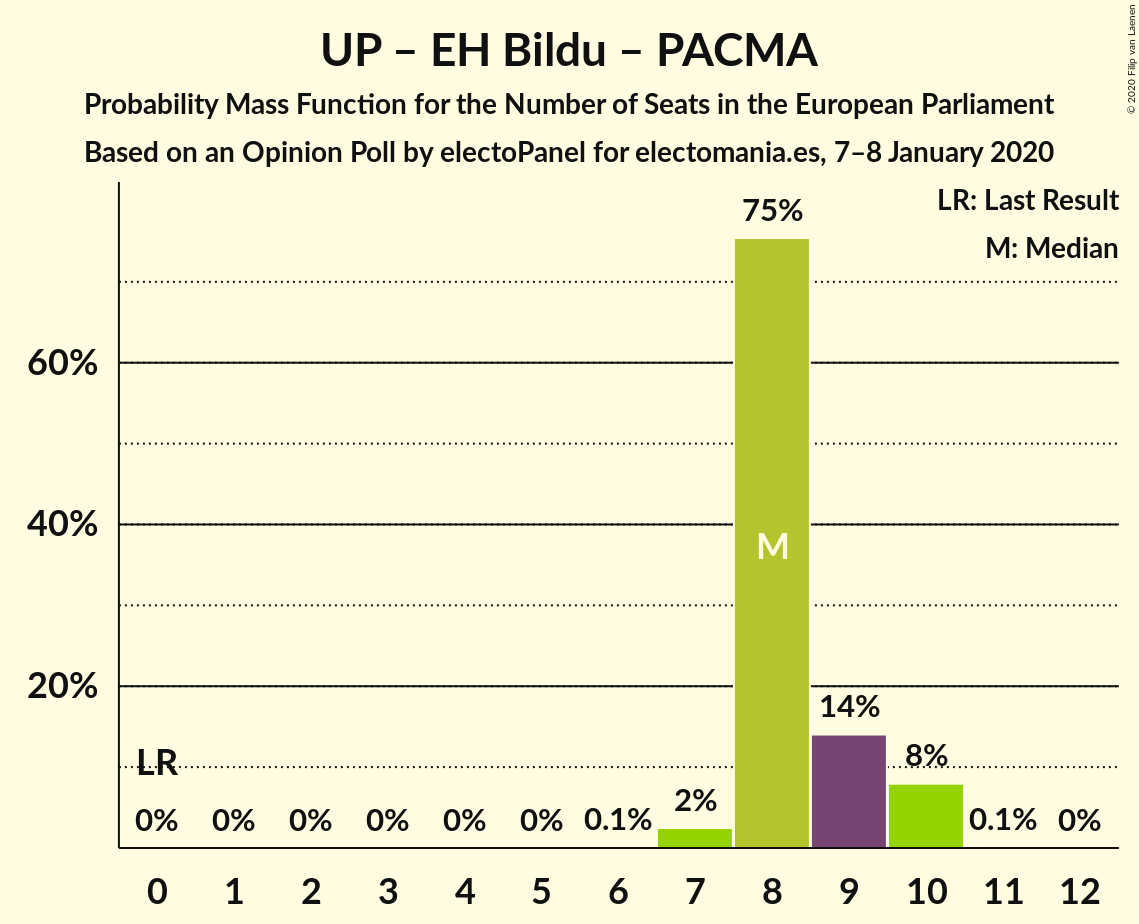 UP – EH Bildu – PACMA
Probability Mass Function for the Number of Seats in the European Parliament
Based on an Opinion Poll by electoPanel for electomania.es, 7–8 January 2020
© 2020 Filip van Laenen
LR: Last Result
M: Median
75%
60%
40%
M
20%
14%
LR
8%
2%
0% 0% 0% 0% 0% 0% 0.1% 0.1% 0%
0 1 2 3 4 5 6 7 8 9 10 11 12